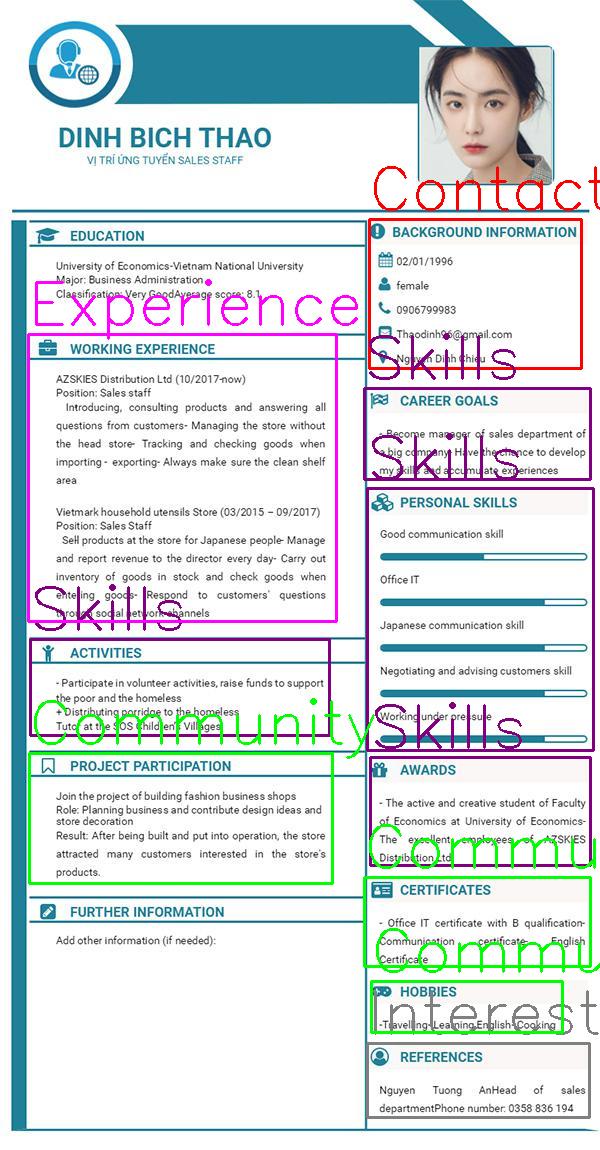 DINH BICH THAO
VỊ TRÍ ỨNG TUYỂN SALES STAFF
EDUCATION
University of Economics-Vietnam National University
Major: Business Administration
Classification: Very GoodAverage score: 8.1
Experience
WORKING EXPERIENCE
AZSKIES Distribution Ltd (10/2017-now)
Position: Sales staff
Introducing, consulting products and answering all
questions from customers- Managing the store without
the head store- Tracking and checking goods when
importing - exporting- Always make sure the clean shelf
area
Vietmark household utensils Store (03/2015 – 09/2017)
Position: Sales Staff
Sell products at the store for Japanese people- Manage
and report revenue to the director every day- Carry out
inventory of goods in stock and check goods when
entering goods- Respond to customers' questions
through social network channels
Skills
ACTIVITIES
- Participate in volunteer activities, raise funds to support
the poor and the homeless
+ Distributing porridge to the homeless
Tutor at the SOS Children's Villages
Community
PROJECT PARTICIPATION
Join the project of building fashion business shops
Role: Planning business and contribute design ideas and
store decoration
Result: After being built and put into operation, the store
attracted many customers interested in the store's
products.
FURTHER INFORMATION
Add other information (if needed):
Contact
BACKGROUND INFORMATION
02/01/1996
female
0906799983
Thaodinh96@gmail.com
Nguyen Dinh Chieu
Skills
CAREER GOALS
- Become manager of sales department of
a big company- Have the chance to develop
my skills and accumulate experiences
Skills
PERSONAL SKILLS
Good communication skill
Office IT
Japanese communication skill
Negotiating and advising customers skill
Working under pressure
Skills
AWARDS
- The active and creative student of Faculty
of Economics at University of Economics-
The excellent employees of AZSKIES
Distribution Ltd
Commu
CERTIFICATES
- Office IT certificate with B qualification-
Communication certificate- English
Certificate
Commu
HOBBIES
-Travelling- Learning English- Cooking
Interest
REFERENCES
Nguyen Tuong AnHead of sales
departmentPhone number: 0358 836 194